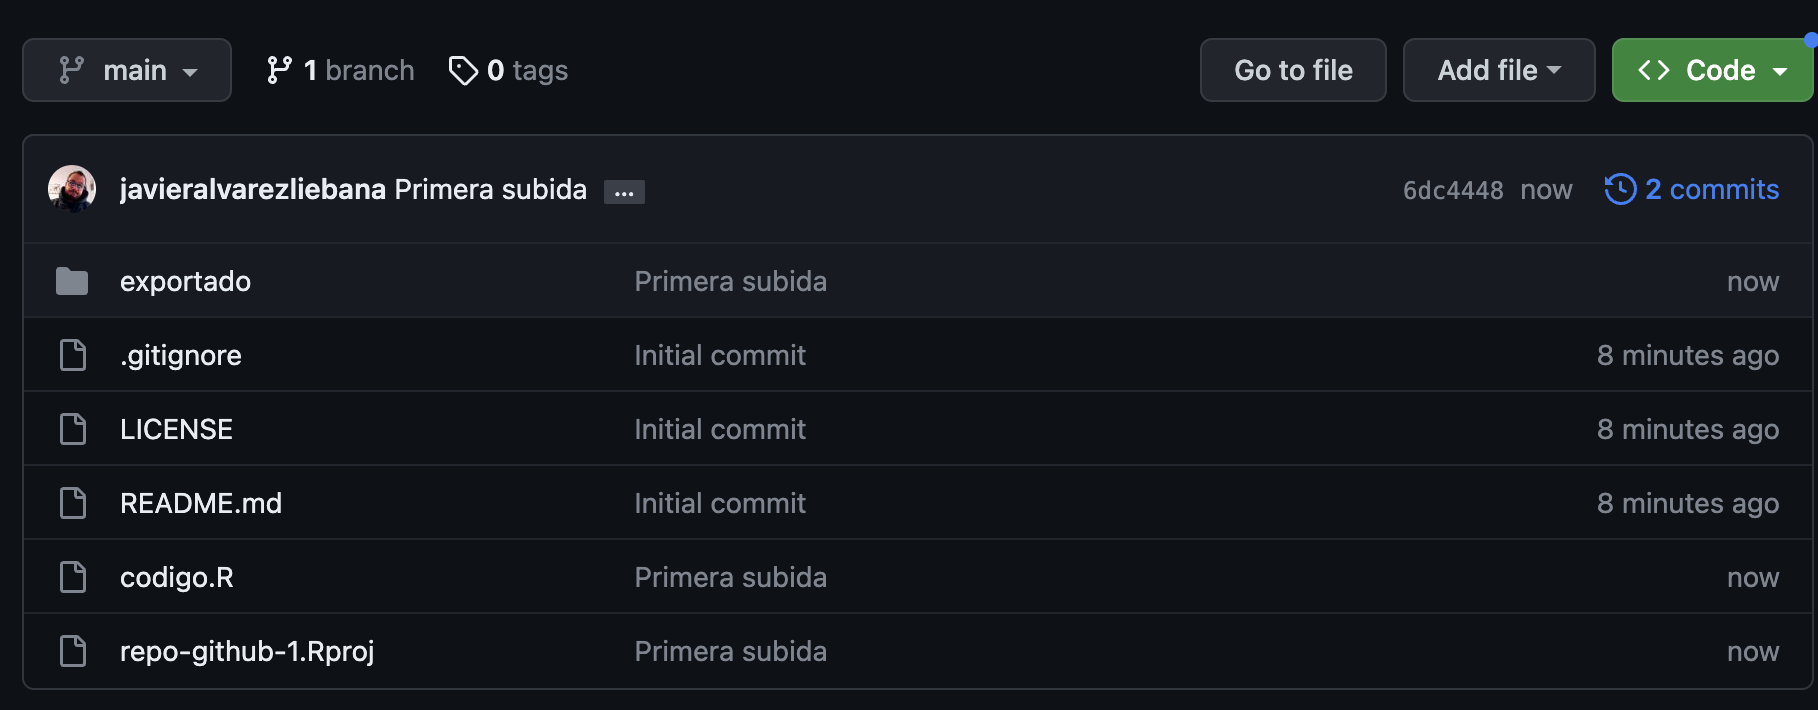 main 1 branch 0 tags Go to file Add file <> Code
javieralvarezliebana Primera subida ... 6dc4448 now 2 commits
exportado Primera subida now
.gitignore Initial commit 8 minutes ago
LICENSE Initial commit 8 minutes ago
README.md Initial commit 8 minutes ago
codigo.R Primera subida now
repo-github-1.Rproj Primera subida now